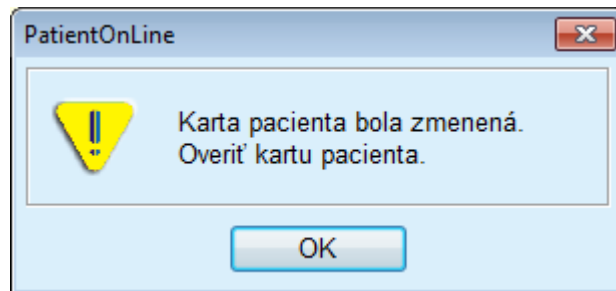 PatientOnLine
Karta pacienta bola zmenená.
Overiť kartu pacienta.
OK